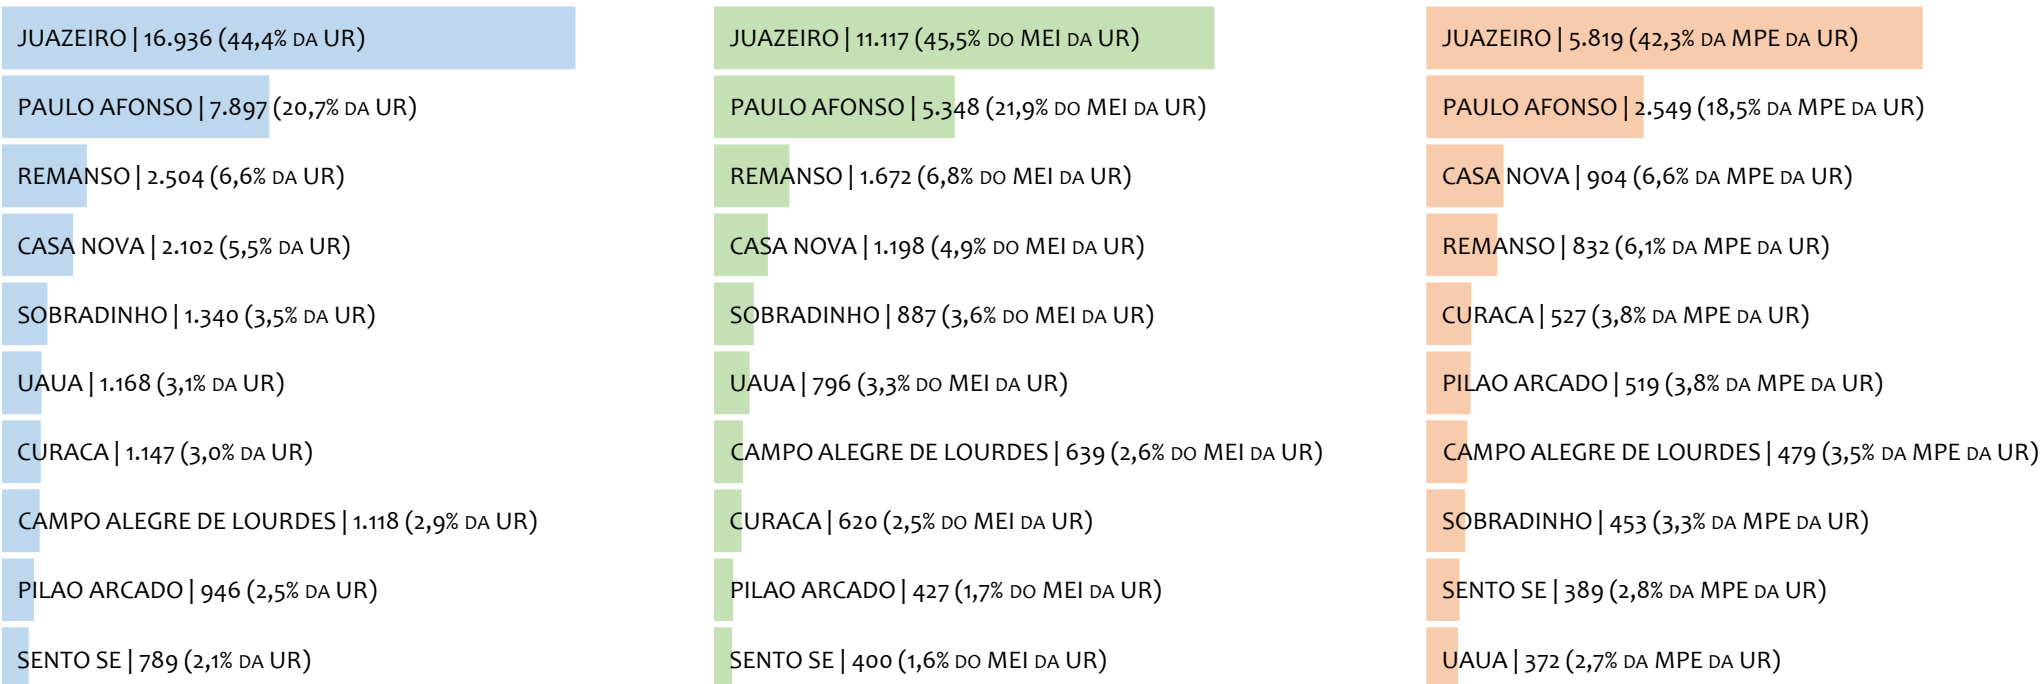 JUAZEIRO | 16.936 (44,4% DA UR)
PAULO AFONSO | 7.897 (20,7% DA UR)
REMANSO | 2.504 (6,6% DA UR)
CASA NOVA | 2.102 (5,5% DA UR)
SOBRADINHO | 1.340 (3,5% DA UR)
UAUA | 1.168 (3,1% DA UR)
CURACA | 1.147 (3,0% DA UR)
CAMPO ALEGRE DE LOURDES | 1.118 (2,9% DA UR)
PILAO ARCADO | 946 (2,5% DA UR)
SENTO SE | 789 (2,1% DA UR)
JUAZEIRO | 11.117 (45,5% DO MEI DA UR)
PAULO AFONSO | 5.348 (21,9% DO MEI DA UR)
REMANSO | 1.672 (6,8% DO MEI DA UR)
CASA NOVA | 1.198 (4,9% DO MEI DA UR)
SOBRADINHO | 887 (3,6% DO MEI DA UR)
UAUA | 796 (3,3% DO MEI DA UR)
CAMPO ALEGRE DE LOURDES | 639 (2,6% DO MEI DA UR)
CURACA | 620 (2,5% DO MEI DA UR)
PILAO ARCADO | 427 (1,7% DO MEI DA UR)
SENTO SE | 400 (1,6% DO MEI DA UR)
JUAZEIRO | 5.819 (42,3% DA MPE DA UR)
PAULO AFONSO | 2.549 (18,5% DA MPE DA UR)
CASA NOVA | 904 (6,6% DA MPE DA UR)
REMANSO | 832 (6,1% DA MPE DA UR)
CURACA | 527 (3,8% DA MPE DA UR)
PILAO ARCADO | 519 (3,8% DA MPE DA UR)
CAMPO ALEGRE DE LOURDES | 479 (3,5% DA MPE DA UR)
SOBRADINHO | 453 (3,3% DA MPE DA UR)
SENTO SE | 389 (2,8% DA MPE DA UR)
UAUA | 372 (2,7% DA MPE DA UR)